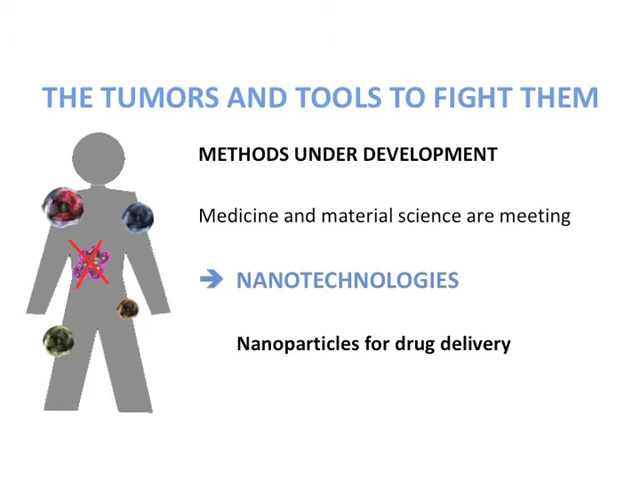 THE TUMORS AND TOOLS TO FIGHT THEM
METHODS UNDER DEVELOPMENT
Medicine and material science are meeting
➔ NANOTECHNOLOGIES
Nanoparticles for drug delivery